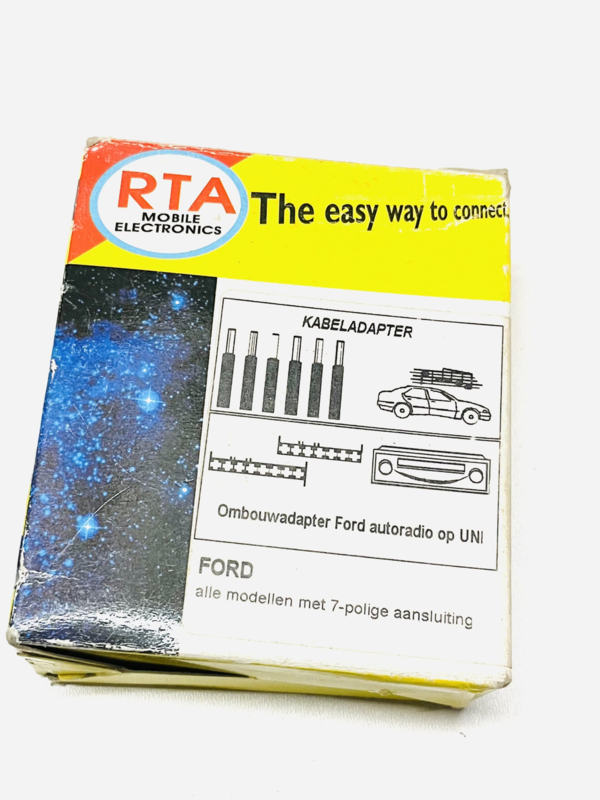 RTA
MOBILE
ELECTRONICS
The easy way to connect.
KABELADAPTER
Ombouwadapter Ford autoradio op UNI
FORD
alle modellen met 7-polige aansluiting